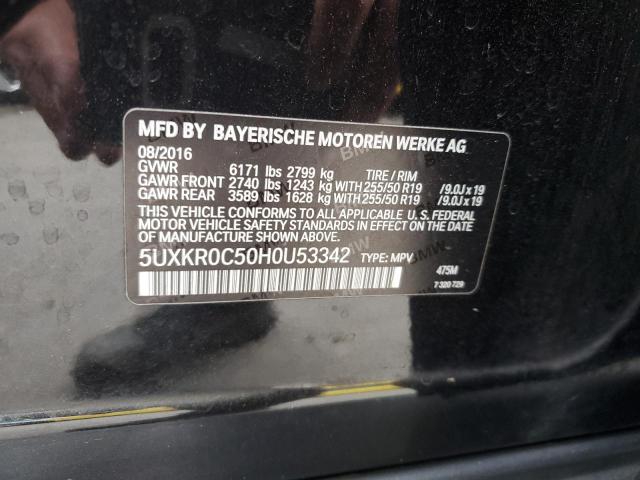 MFD BY BAYERISCHE MOTOREN WERKE AG
08/2016
GVWR 6171 lbs 2799 kg TIRE / RIM
GAWR FRONT 2740 lbs 1243 kg WITH 255/50 R19 /9.0J x 19
GAWR REAR 3589 lbs 1628 kg WITH 255/50 R19 /9.0J x 19
THIS VEHICLE CONFORMS TO ALL APPLICABLE U.S. FEDERAL
MOTOR VEHICLE SAFETY STANDARDS IN EFFECT ON THE
DATE OF MANUFACTURE SHOWN ABOVE.
5UXKR0C50H0U53342 TYPE: MPV
475M
7 320 729